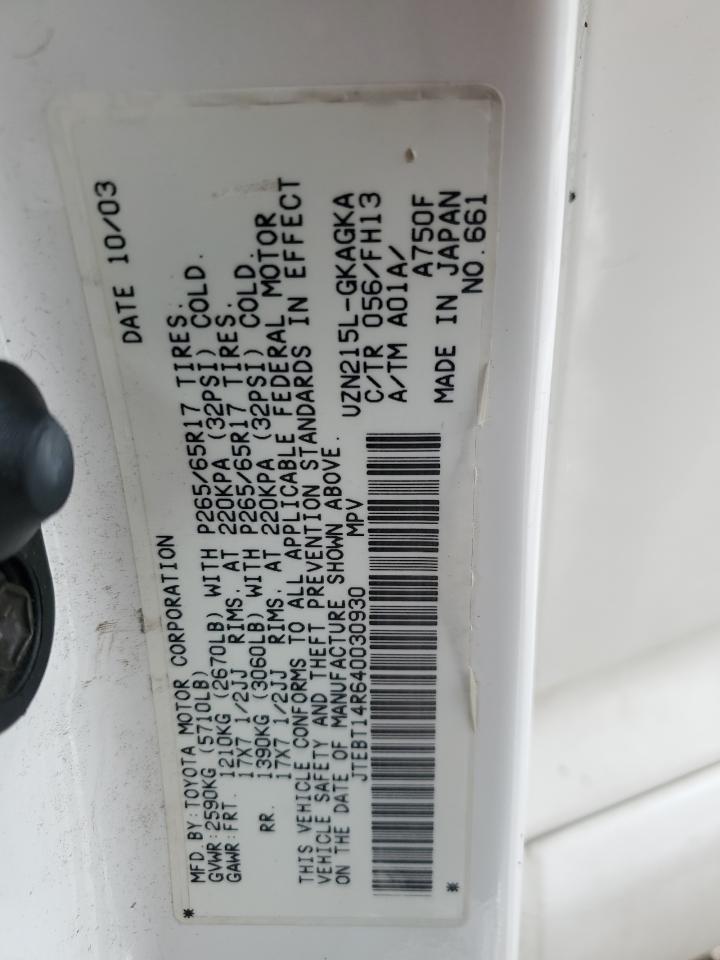 MFD. BY: TOYOTA MOTOR CORPORATION DATE 10/03
GVWR: 2590KG (5710LB)
GAWR: FRT. 1210KG (2670LB) WITH P265/65R17 TIRES.
17X7 1/2JJ RIMS. AT 220KPA (32PSI) COLD.
RR. 1390KG (3060LB) WITH P265/65R17 TIRES.
17X7 1/2JJ RIMS. AT 220KPA (32PSI) COLD.
THIS VEHICLE CONFORMS TO ALL APPLICABLE FEDERAL MOTOR
VEHICLE SAFETY AND THEFT PREVENTION STANDARDS IN EFFECT
ON THE DATE OF MANUFACTURE SHOWN ABOVE.
JTEBT14R640030930 MPV
UZN215L-GKAGKA
C/TR 056/FH13
A/TM A01A/
A750F
MADE IN JAPAN
NO. 661